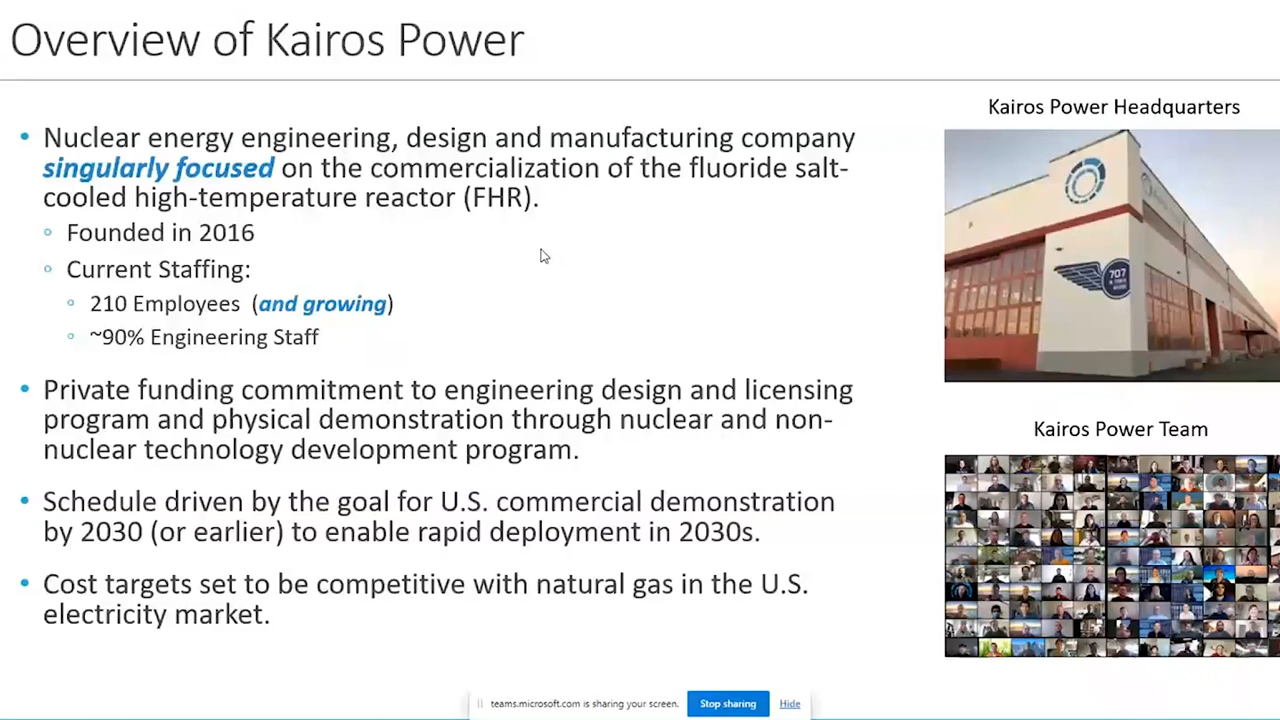 Overview of Kairos Power
Nuclear energy engineering, design and manufacturing company
singularly focused on the commercialization of the fluoride salt-
cooled high-temperature reactor (FHR).
Founded in 2016
Current Staffing:
210 Employees (and growing)
~90% Engineering Staff
Private funding commitment to engineering design and licensing
program and physical demonstration through nuclear and non-
nuclear technology development program.
Schedule driven by the goal for U.S. commercial demonstration
by 2030 (or earlier) to enable rapid deployment in 2030s.
Cost targets set to be competitive with natural gas in the U.S.
electricity market.
Kairos Power Headquarters
707
Kairos Power Team
teams.microsoft.com is sharing your screen.
Stop sharing
Hide